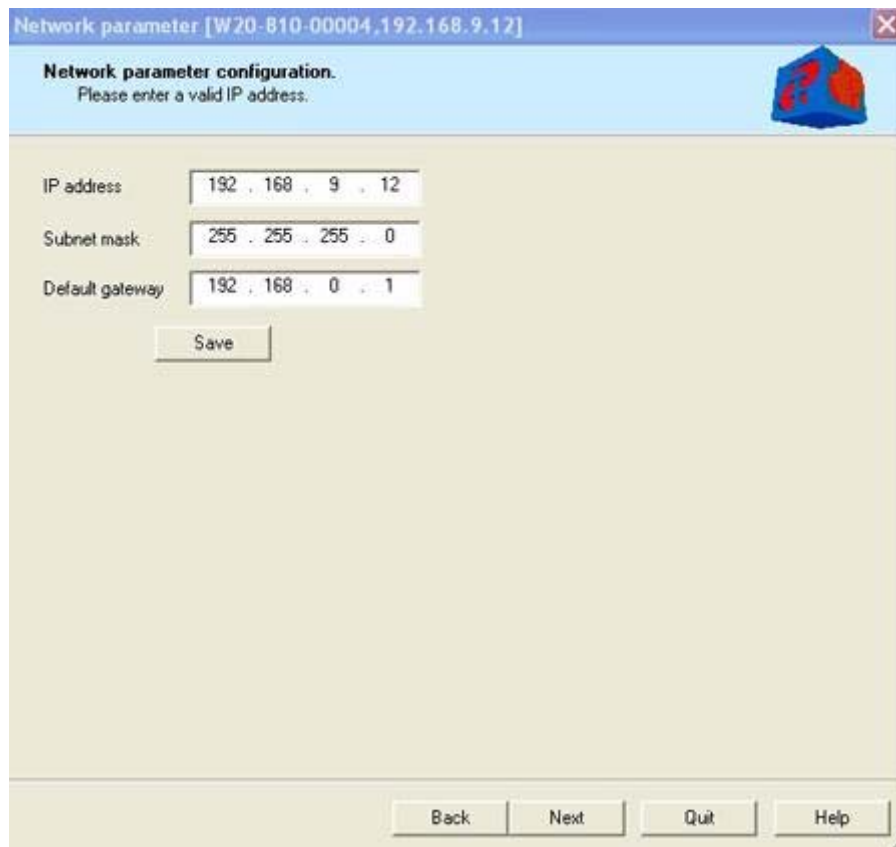 Network parameter [W20-B10-00004,192.168.9.12]
Network parameter configuration.
Please enter a valid IP address.
IP address 192 . 168 . 9 . 12
Subnet mask 255 . 255 . 255 . 0
Default gateway 192 . 168 . 0 . 1
Save
Back Next Quit Help